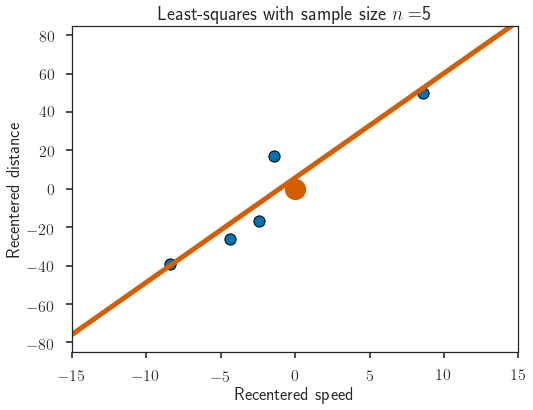 Least-squares with sample size n =5
80
60
40
20
0
−20
−40
−60
−80
Recentered distance
−15 −10 −5 0 5 10 15
Recentered speed